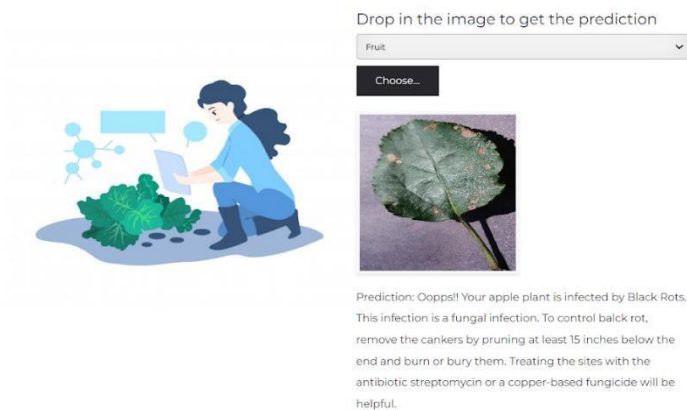 Drop in the image to get the prediction
Fruit
Choose...
Prediction: Oopps!! Your apple plant is infected by Black Rots.
This infection is a fungal infection. To control balck rot,
remove the cankers by pruning at least 15 inches below the
end and burn or bury them. Treating the sites with the
antibiotic streptomycin or a copper-based fungicide will be
helpful.